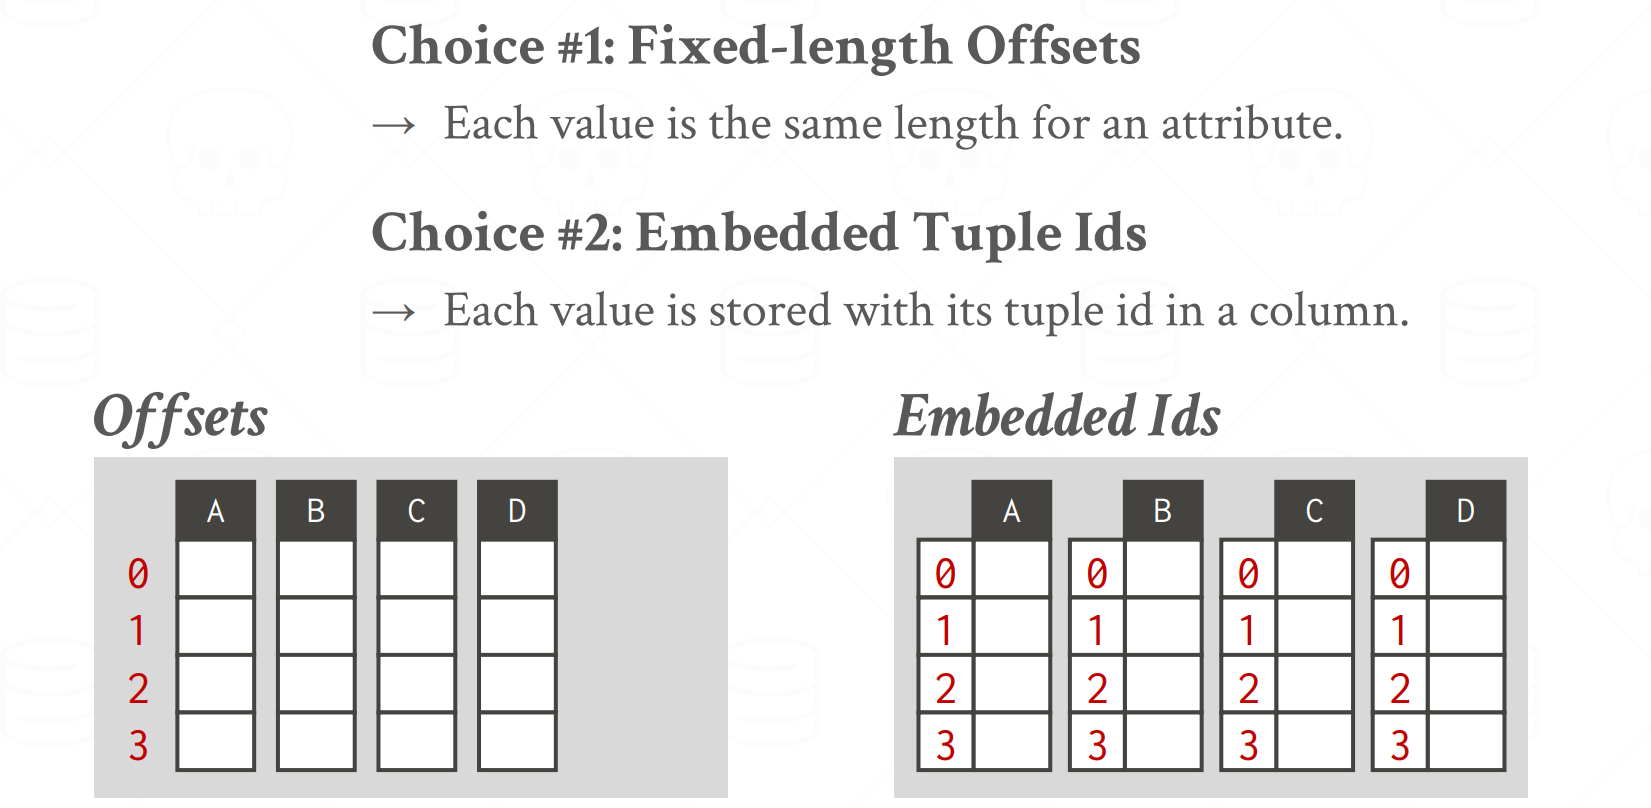 Choice #1: Fixed-length Offsets
→ Each value is the same length for an attribute.
Choice #2: Embedded Tuple Ids
→ Each value is stored with its tuple id in a column.
Offsets
A B C D
0
1
2
3
Embedded Ids
A B C D
0 0 0 0
1 1 1 1
2 2 2 2
3 3 3 3